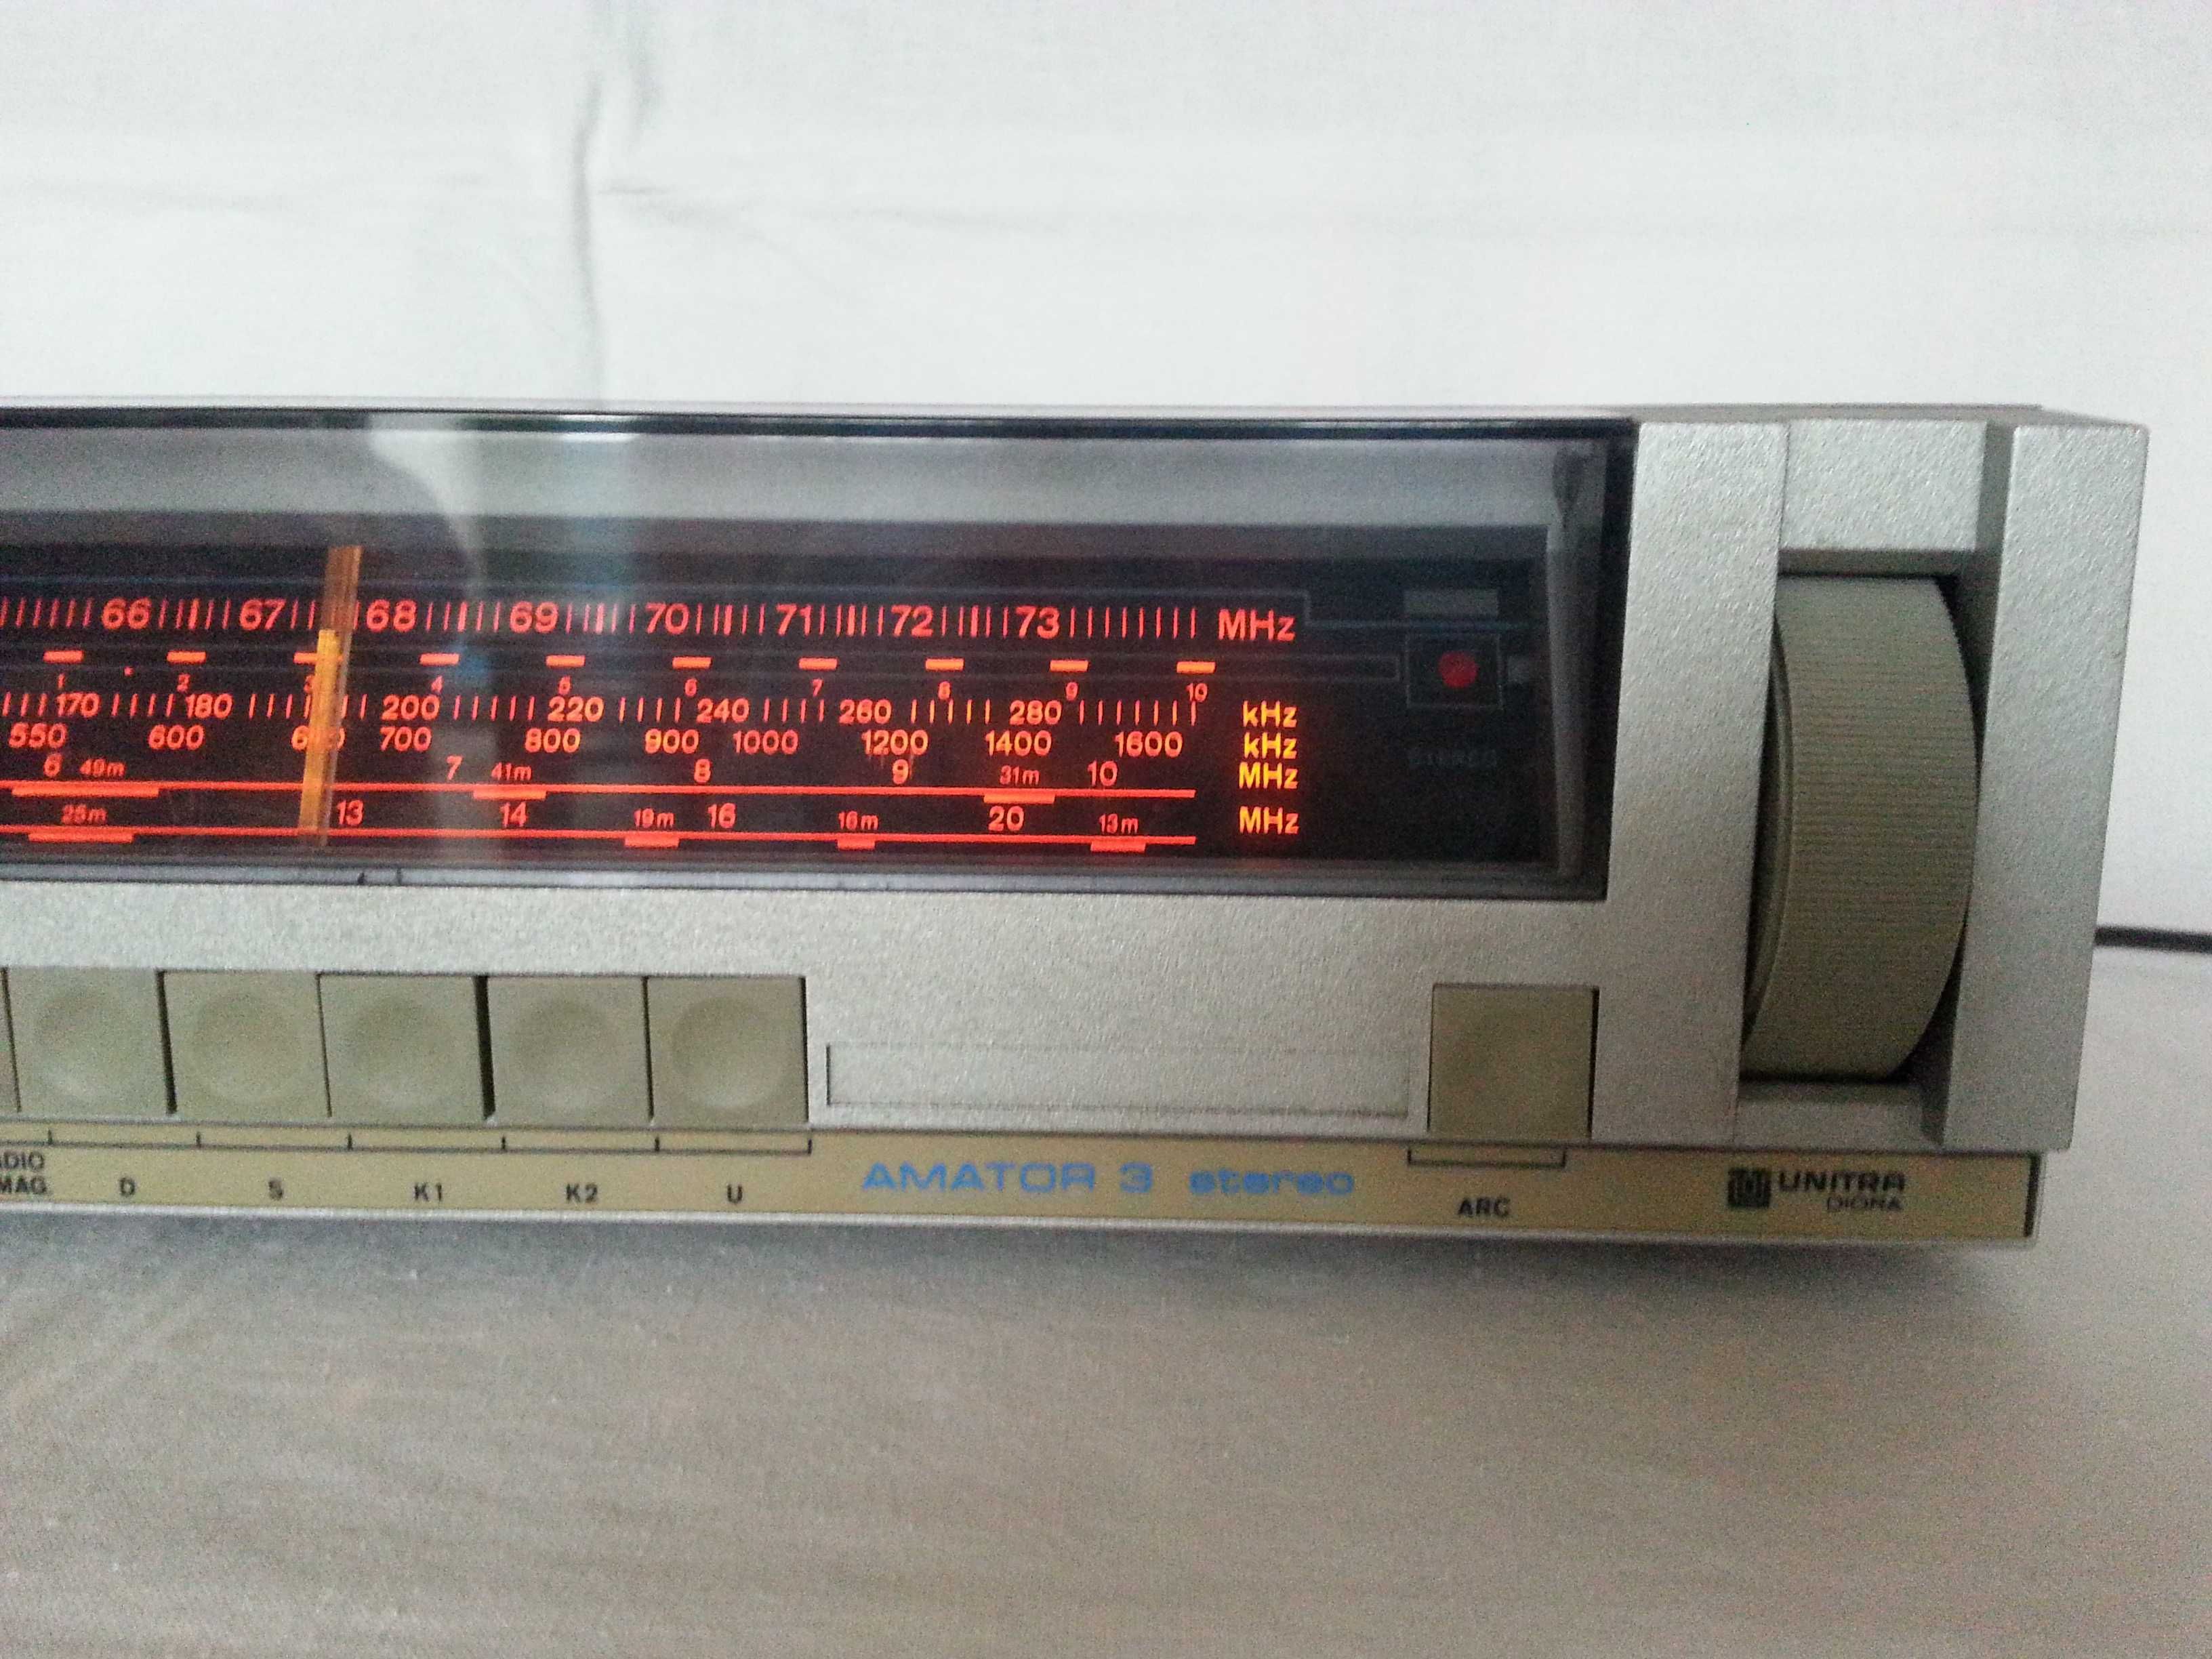 66 67 68 69 70 71 72 73 MHz
1 2 3 4 5 6 7 8 9 10
170 180 200 220 240 260 280 kHz
550 600 700 800 900 1000 1200 1400 1600 kHz
6 49m 7 41m 8 9 31m 10 MHz
25m 13 14 19m 16 16m 20 13m MHz
STEREO
MAG. D S K1 K2 U
AMATOR 3 stereo
ARC
UNITRA
DIORA